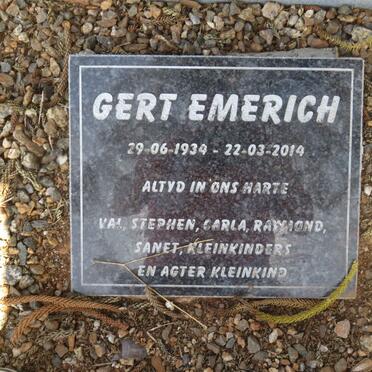 GERT EMERICH
29-06-1934 - 22-03-2014
ALTYD IN ONS HARTE
VAL, STEPHEN, CARLA, RAYMOND,
SANET, KLEINKINDERS
EN AGTER KLEINKIND